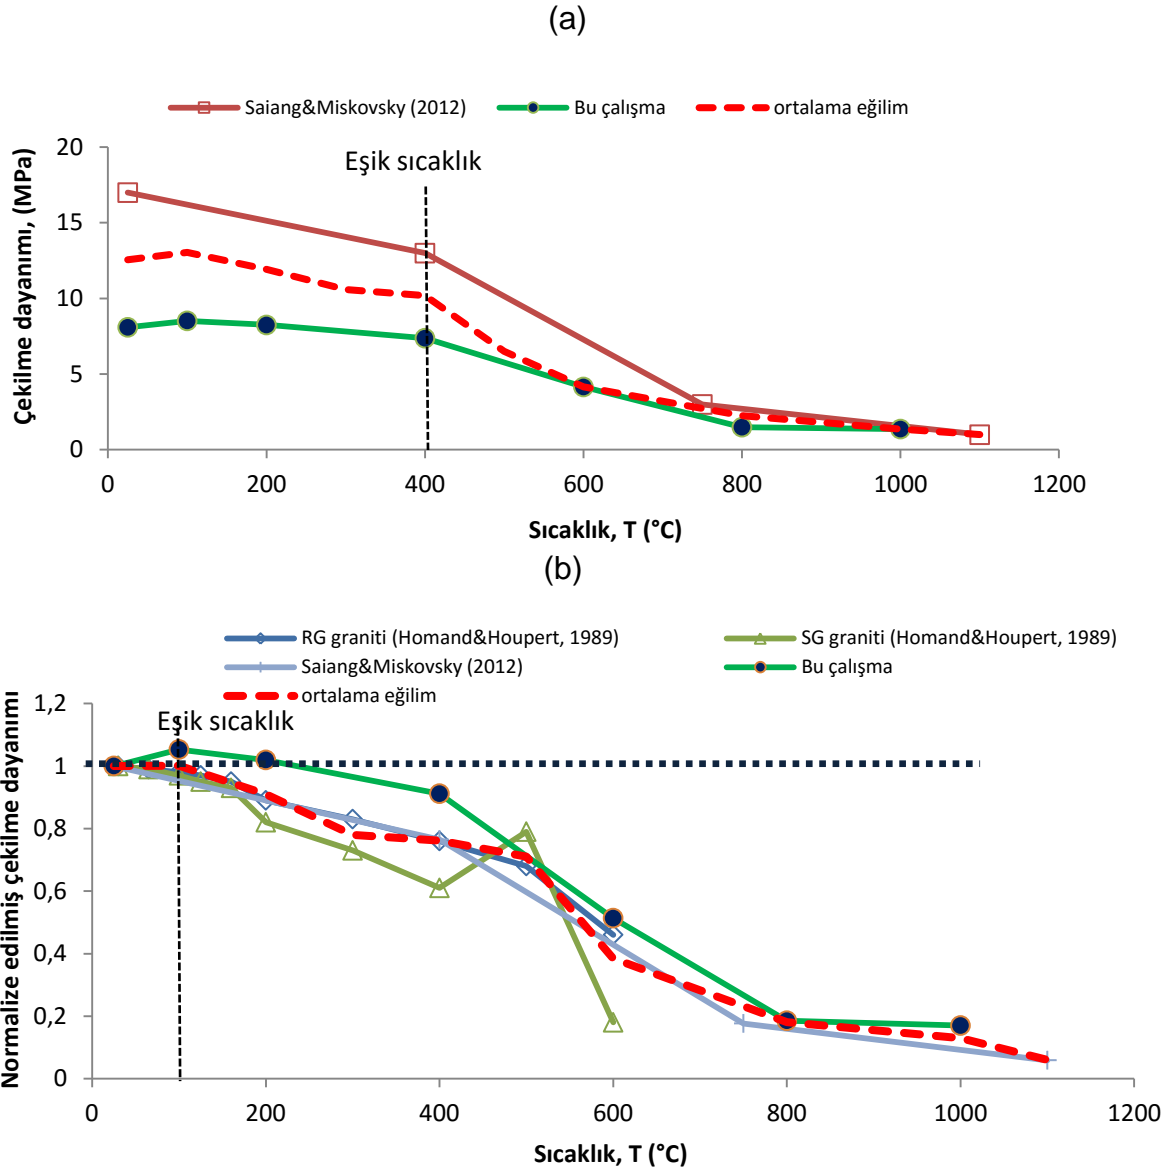 (a)
Saiang&Miskovsky (2012) Bu çalışma ortalama eğilim
Eşik sıcaklık
Çekilme dayanımı, (MPa)
20
15
10
5
0
0 200 400 600 800 1000 1200
Sıcaklık, T (°C)
(b)
RG graniti (Homand&Houpert, 1989) SG graniti (Homand&Houpert, 1989)
Saiang&Miskovsky (2012) Bu çalışma
ortalama eğilim
Eşik sıcaklık
Normalize edilmiş çekilme dayanımı
1,2
1
0,8
0,6
0,4
0,2
0
0 200 400 600 800 1000 1200
Sıcaklık, T (°C)